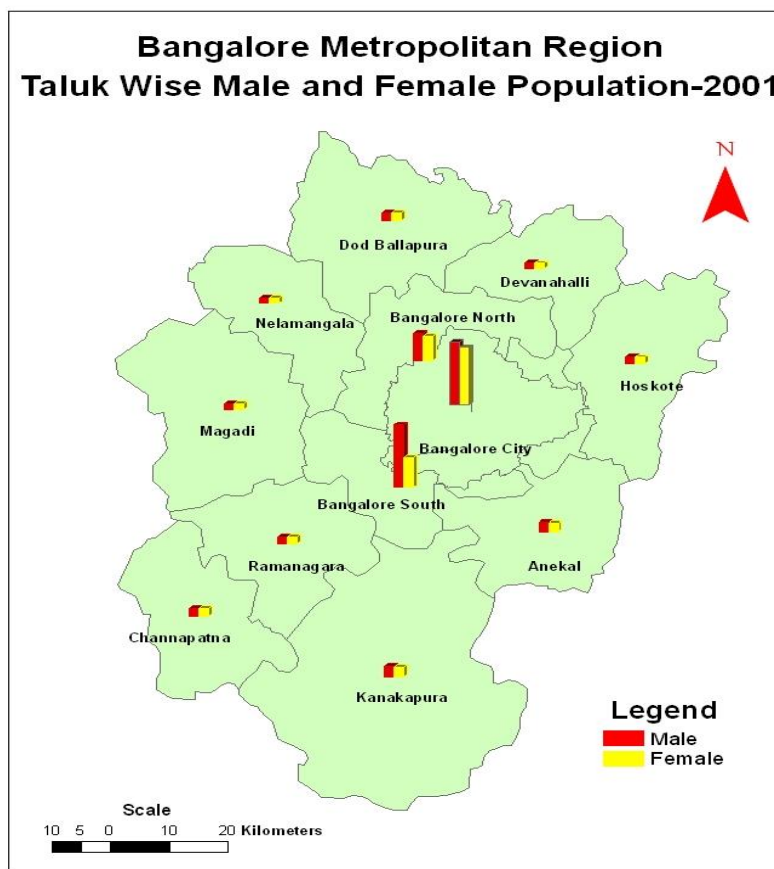 Bangalore Metropolitan Region
Taluk Wise Male and Female Population-2001
N
Dod Ballapura
Devanahalli
Nelamangala
Bangalore North
Hoskote
Magadi
Bangalore City
Bangalore South
Ramanagara
Anekal
Channapatna
Kanakapura
Legend
Male
Female
Scale
10 5 0 10 20 Kilometers